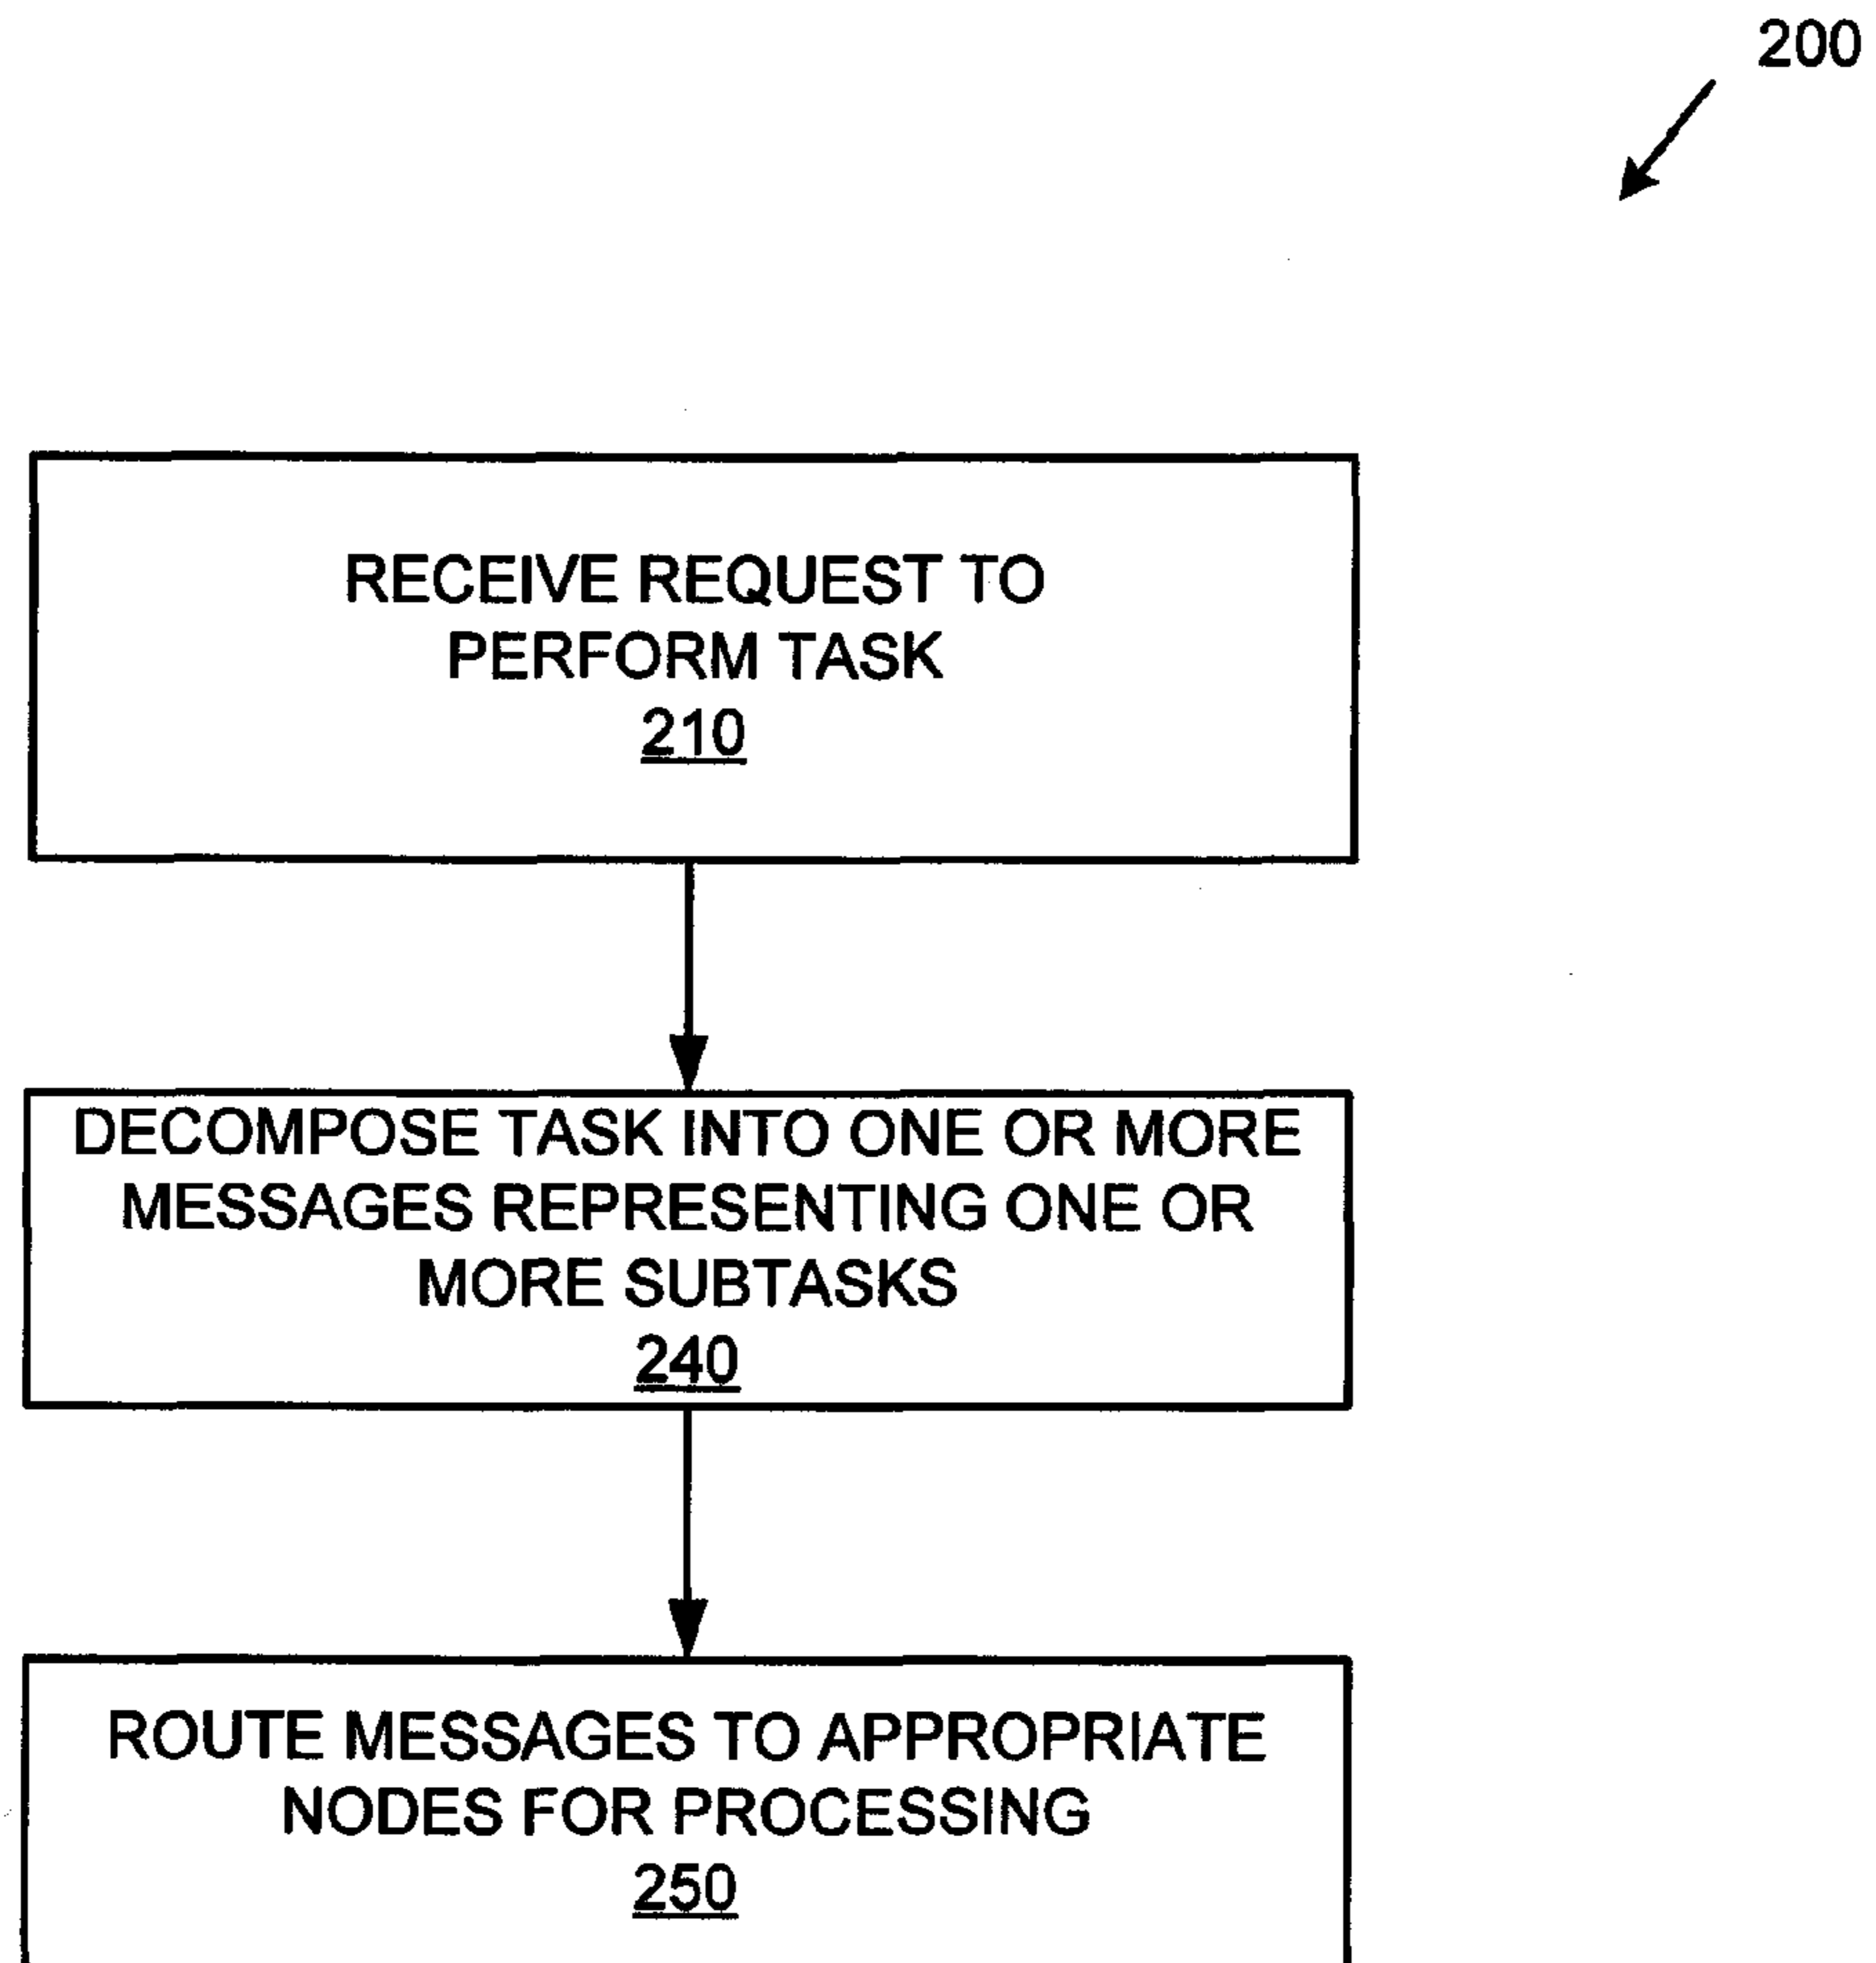 200
RECEIVE REQUEST TO
PERFORM TASK
210
DECOMPOSE TASK INTO ONE OR MORE
MESSAGES REPRESENTING ONE OR
MORE SUBTASKS
240
ROUTE MESSAGES TO APPROPRIATE
NODES FOR PROCESSING
250